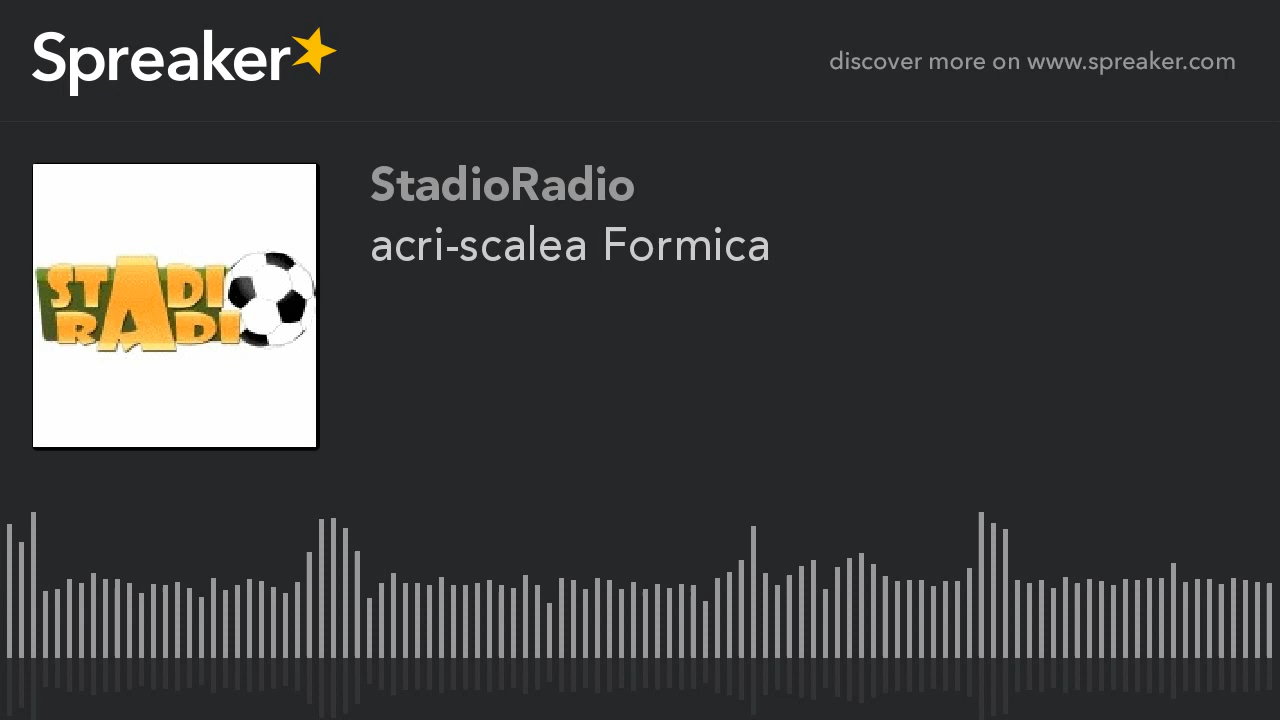 Spreaker
discover more on www.spreaker.com
StadioRadio
acri-scalea Formica
STADIO
RADIO